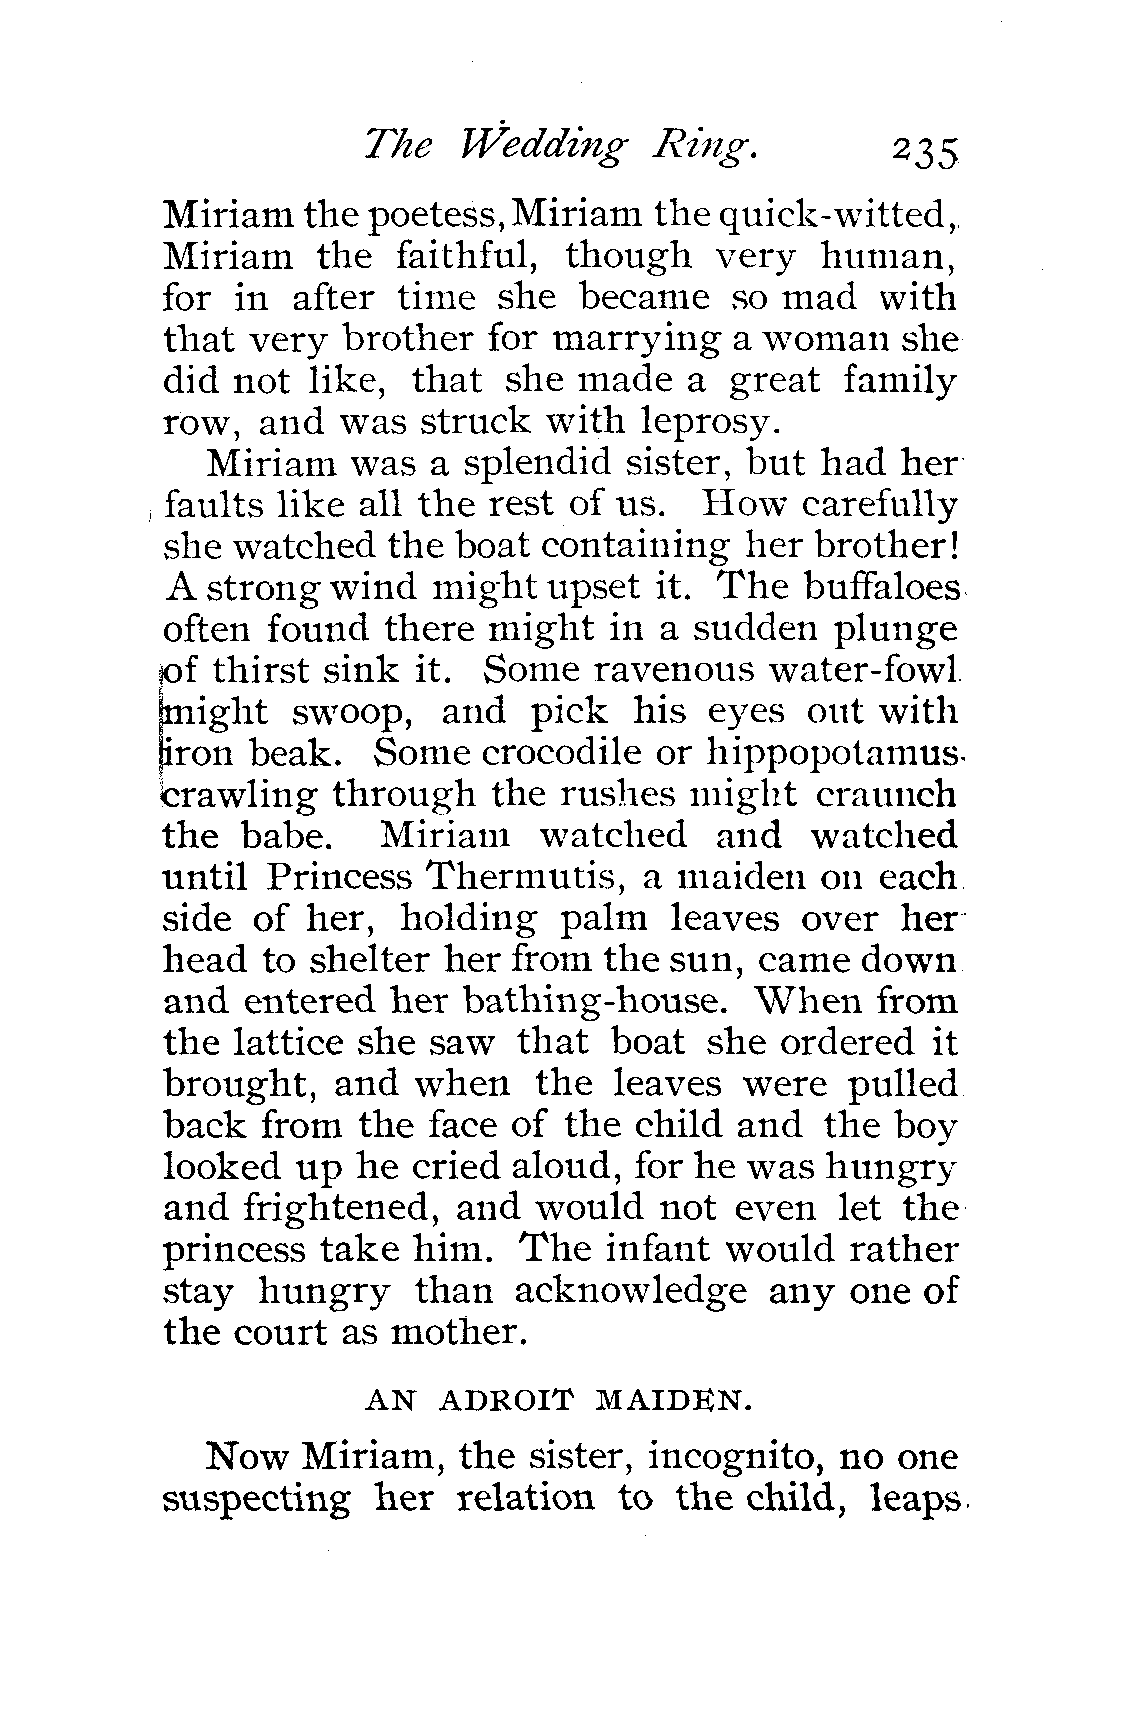 The Wedding Ring. 235
Miriam the poetess, Miriam the quick-witted,
Miriam the faithful, though very human,
for in after time she became so mad with
that very brother for marrying a woman she
did not like, that she made a great family
row, and was struck with leprosy.
Miriam was a splendid sister, but had her
faults like all the rest of us. How carefully
she watched the boat containing her brother!
A strong wind might upset it. The buffaloes
often found there might in a sudden plunge
of thirst sink it. Some ravenous water-fowl
might swoop, and pick his eyes out with
iron beak. Some crocodile or hippopotamus
crawling through the rushes might craunch
the babe. Miriam watched and watched
until Princess Thermutis, a maiden on each
side of her, holding palm leaves over her
head to shelter her from the sun, came down
and entered her bathing-house. When from
the lattice she saw that boat she ordered it
brought, and when the leaves were pulled
back from the face of the child and the boy
looked up he cried aloud, for he was hungry
and frightened, and would not even let the
princess take him. The infant would rather
stay hungry than acknowledge any one of
the court as mother.
AN ADROIT MAIDEN.
Now Miriam, the sister, incognito, no one
suspecting her relation to the child, leaps